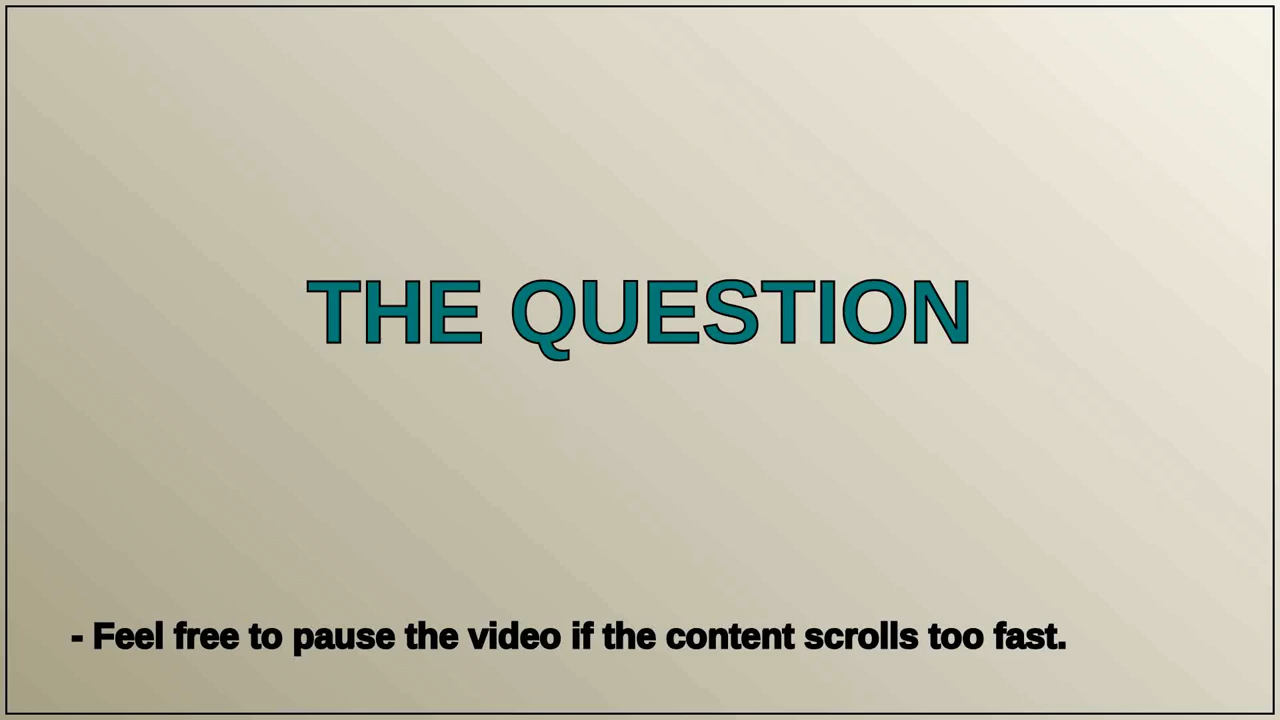 THE QUESTION
- Feel free to pause the video if the content scrolls too fast.